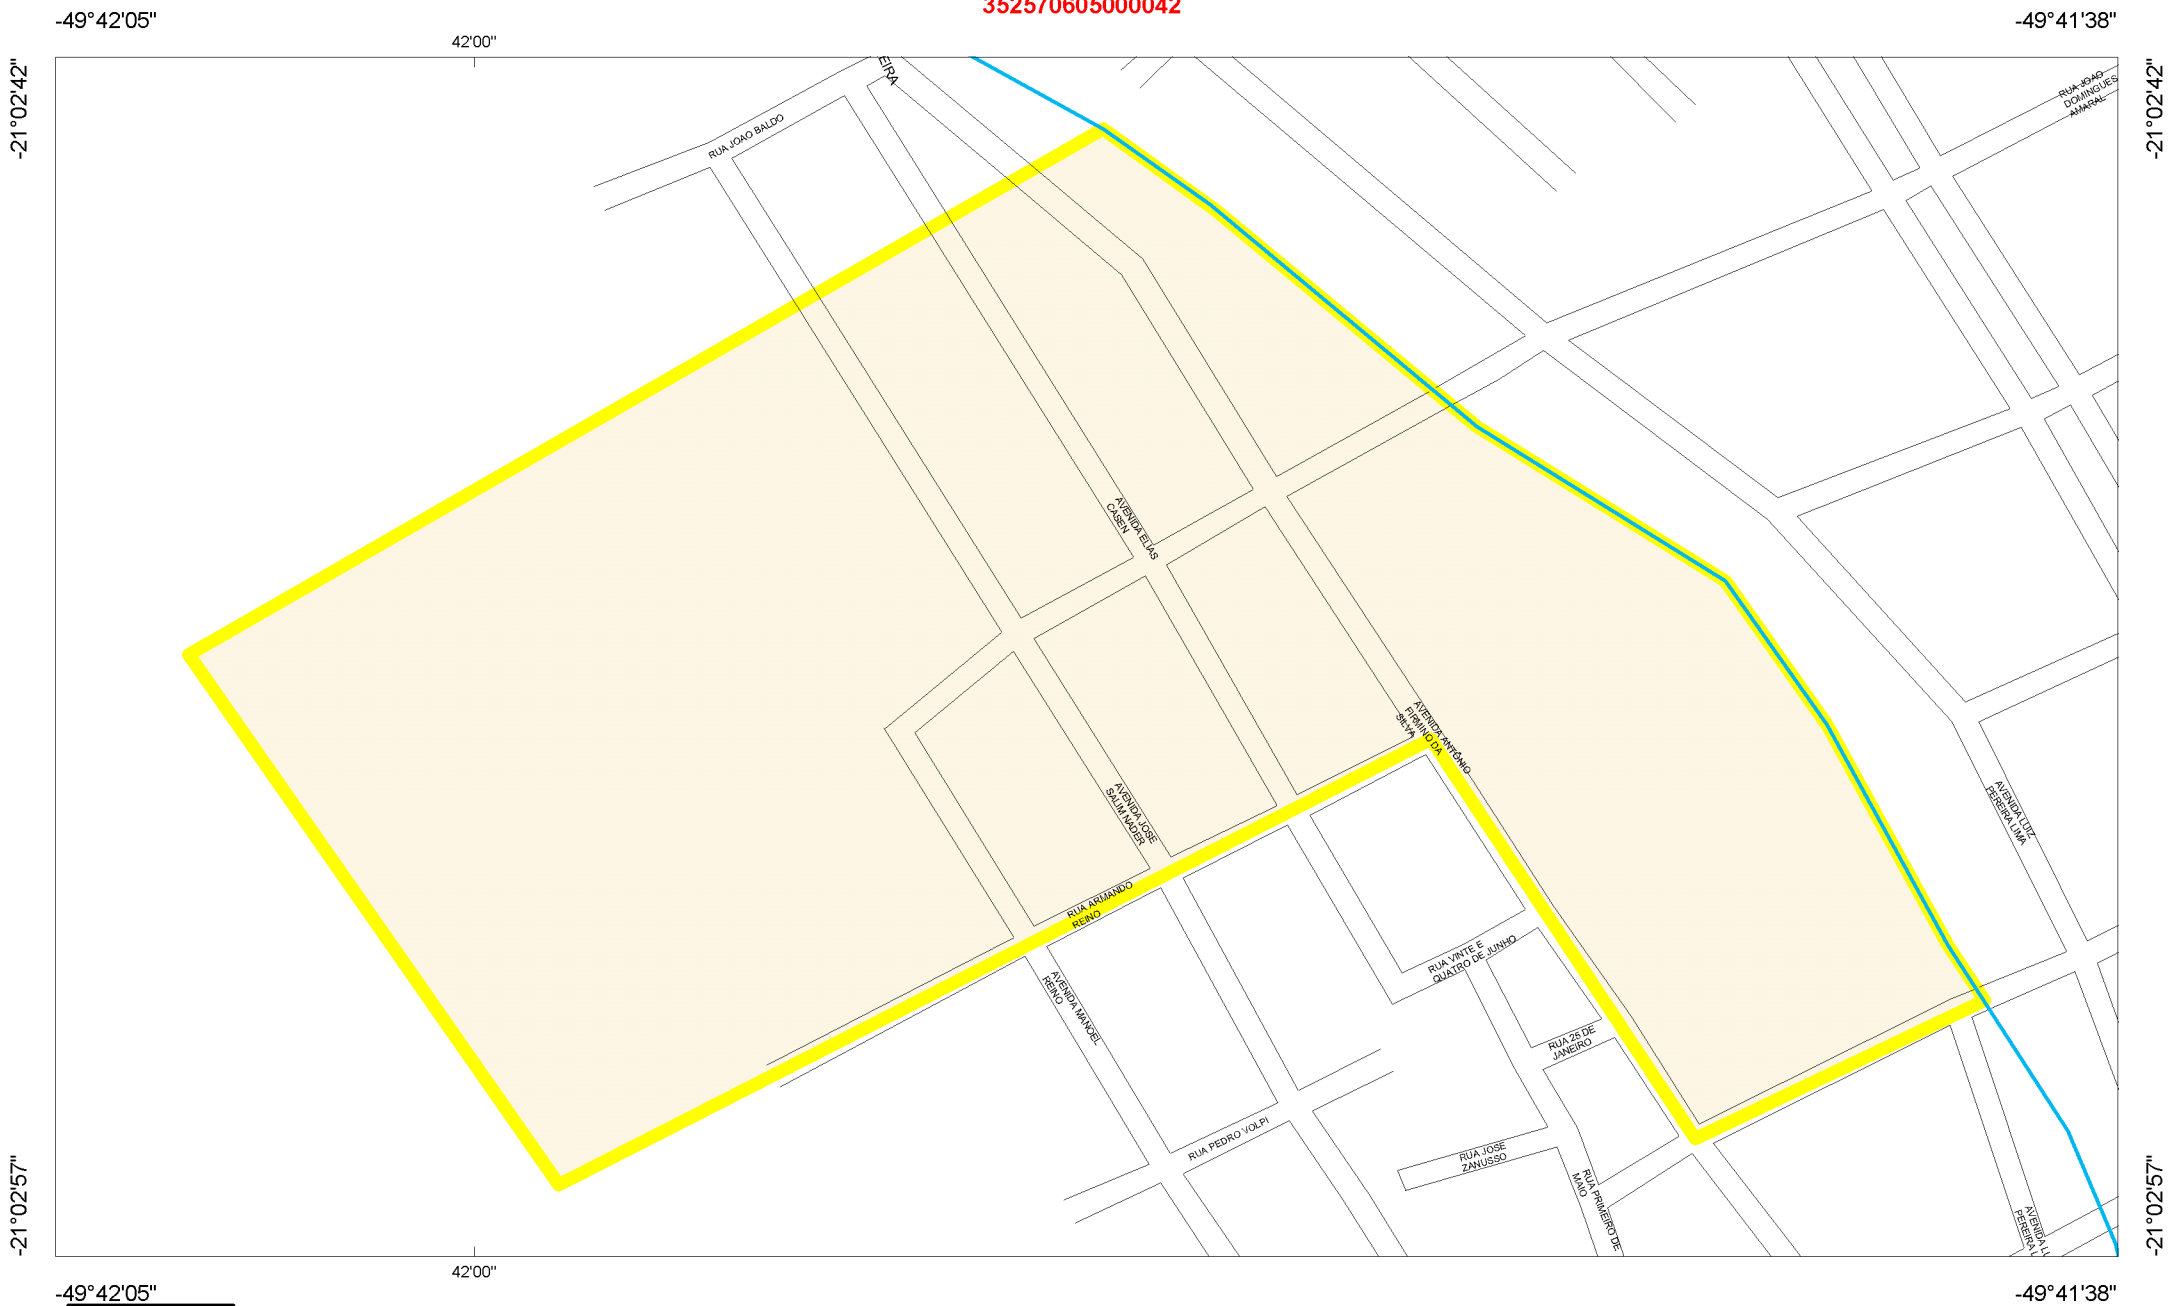 352570605000042
-49°42'05"
-49°41'38"
42'00"
-21°02'42"
-21°02'42"
EIRA
RUA JOAO BALDO
RUA JOAO
DOMINGUES
AMARAL
AVENIDA ELIAS
CASEN
AVENIDA ANTÔNIO
FIRMINO DA
SILVA
AVENIDA JOSE
SALIM NADER
AVENIDA LUIZ
PEREIRA LIMA
RUA ARMANDO
REINO
RUA VINTE E
QUATRO DE JUNHO
AVENIDA MANOEL
REINO
RUA 25 DE
JANEIRO
RUA PEDRO VOLPI
RUA JOSE
ZANUSSO
RUA PRIMEIRO DE
MAIO
AVENIDA LU
PEREIRA L
-21°02'57"
-21°02'57"
42'00"
-49°42'05"
-49°41'38"